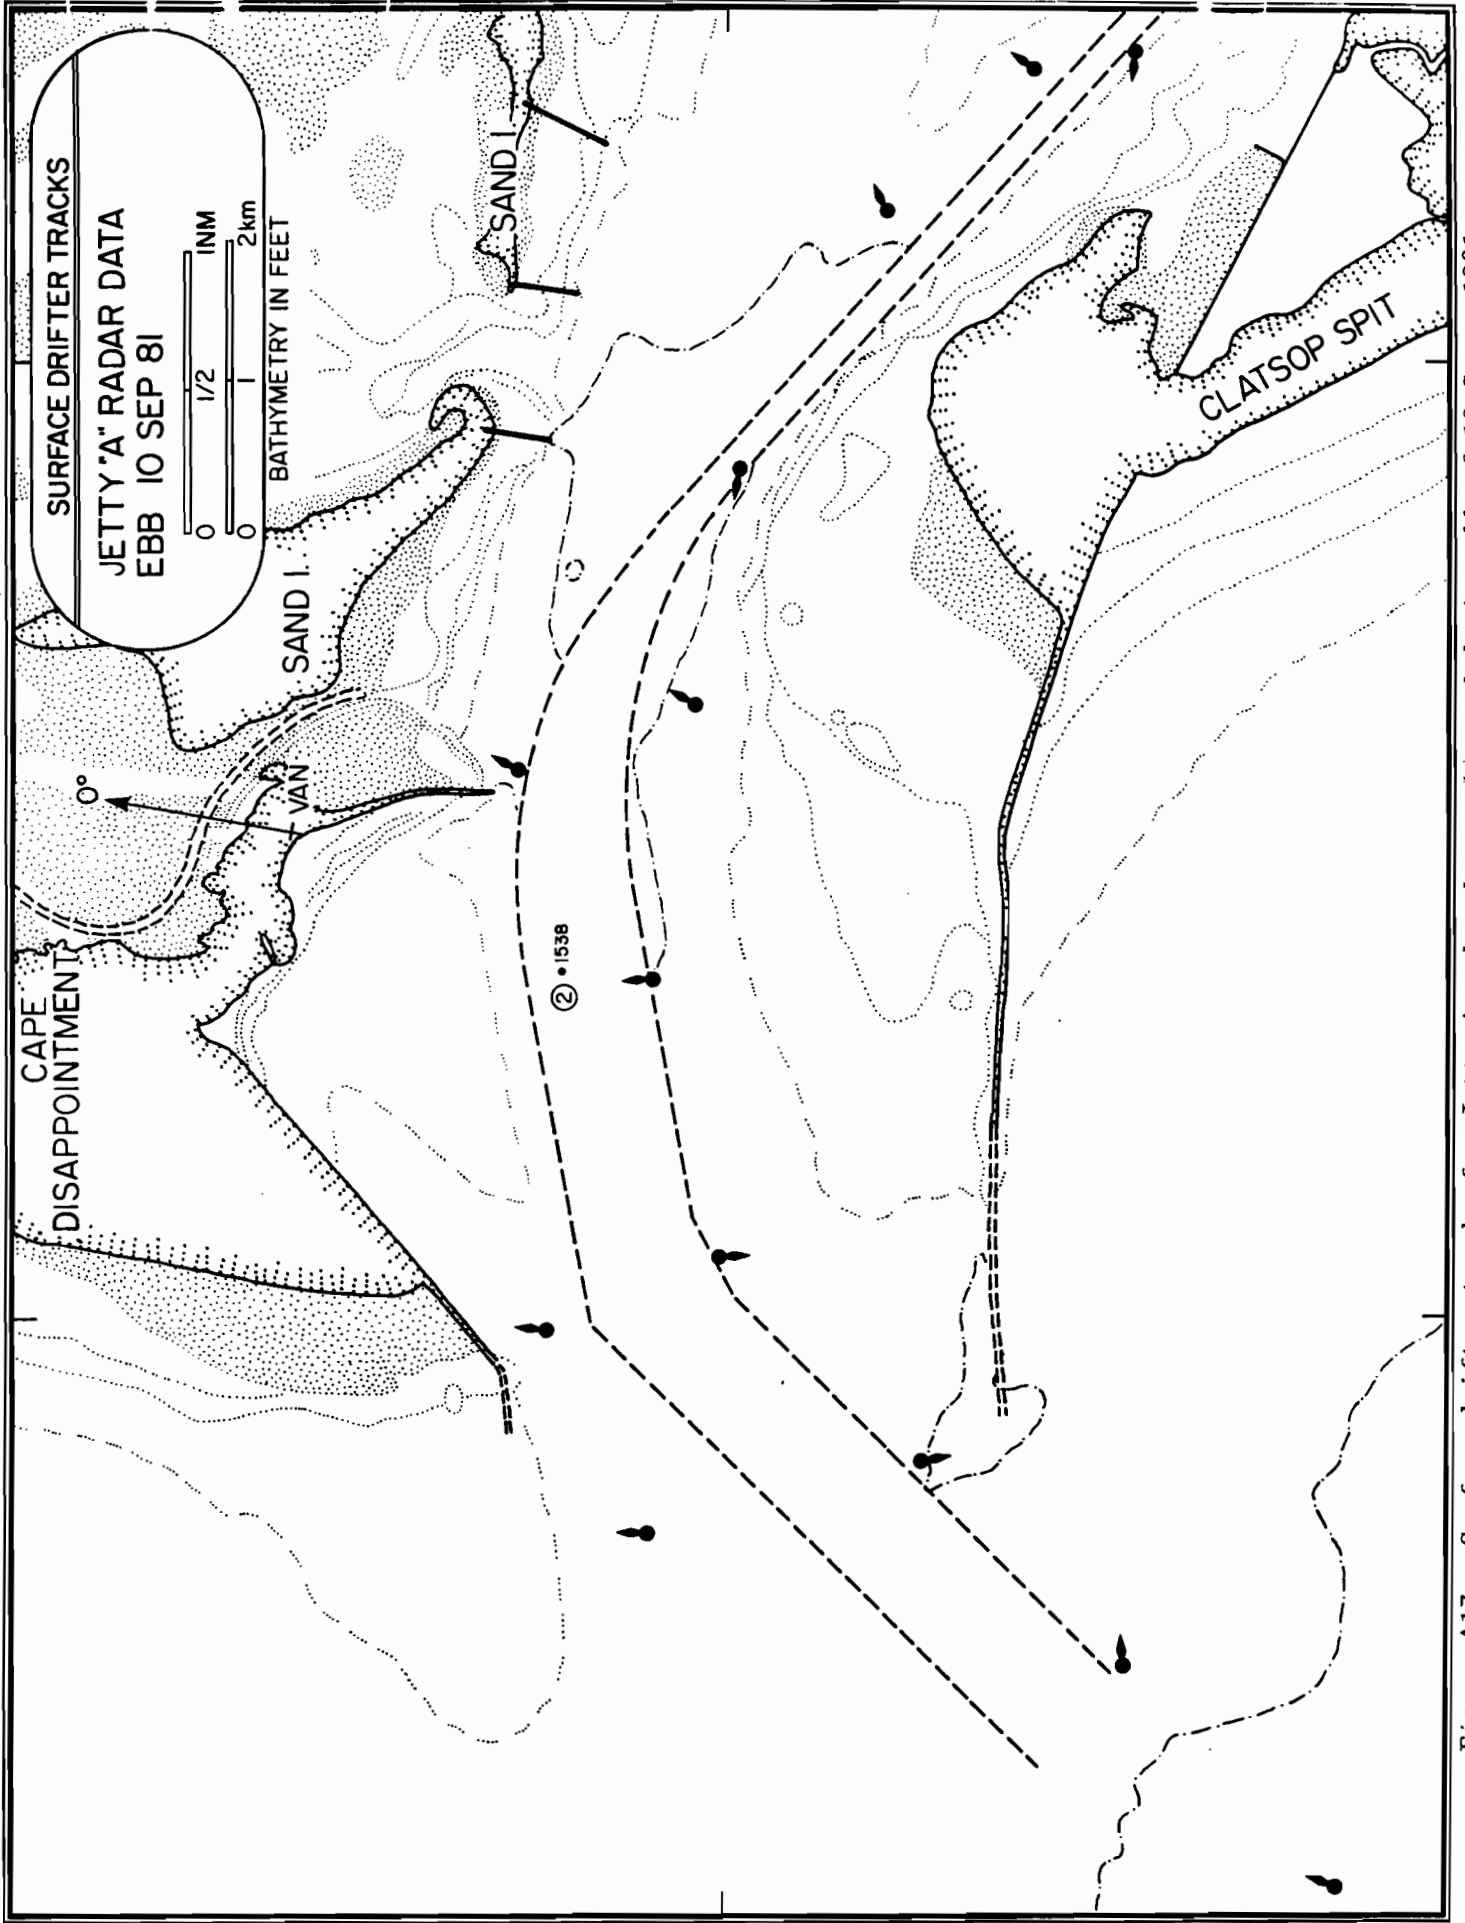 SURFACE DRIFTER TRACKS
JETTY "A" RADAR DATA
EBB 10 SEP 81
0 1/2 1NM
0 1 2km
BATHYMETRY IN FEET
SAND I.
SAND I.
0°
VAN
CAPE
DISAPPOINTMENT
② •1538
CLATSOP SPIT